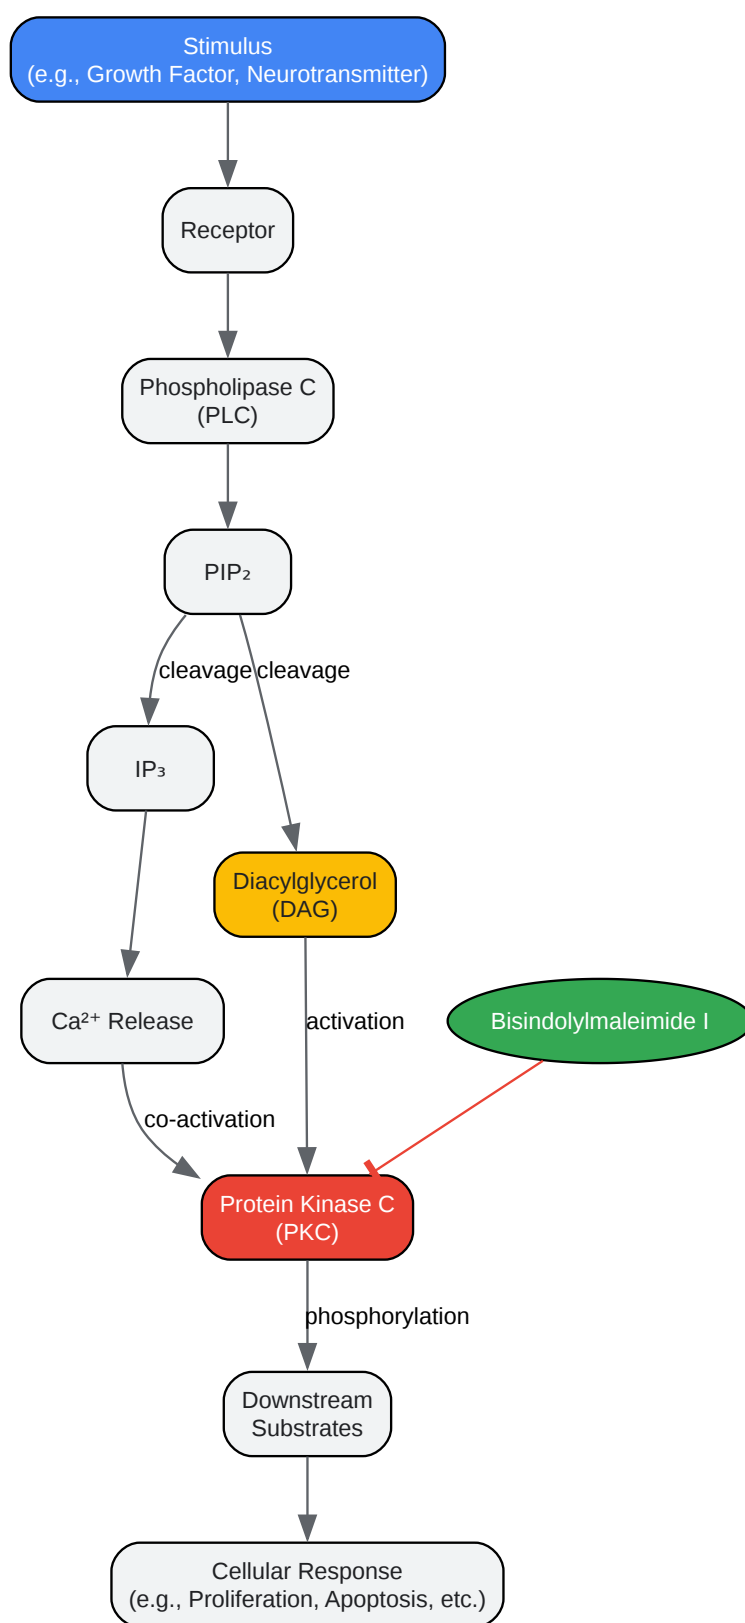 Stimulus
(e.g., Growth Factor, Neurotransmitter)
Receptor
Phospholipase C
(PLC)
PIP₂
cleavage
cleavage
IP₃
Diacylglycerol
(DAG)
Ca²⁺ Release
activation
Bisindolylmaleimide I
co-activation
Protein Kinase C
(PKC)
phosphorylation
Downstream
Substrates
Cellular Response
(e.g., Proliferation, Apoptosis, etc.)